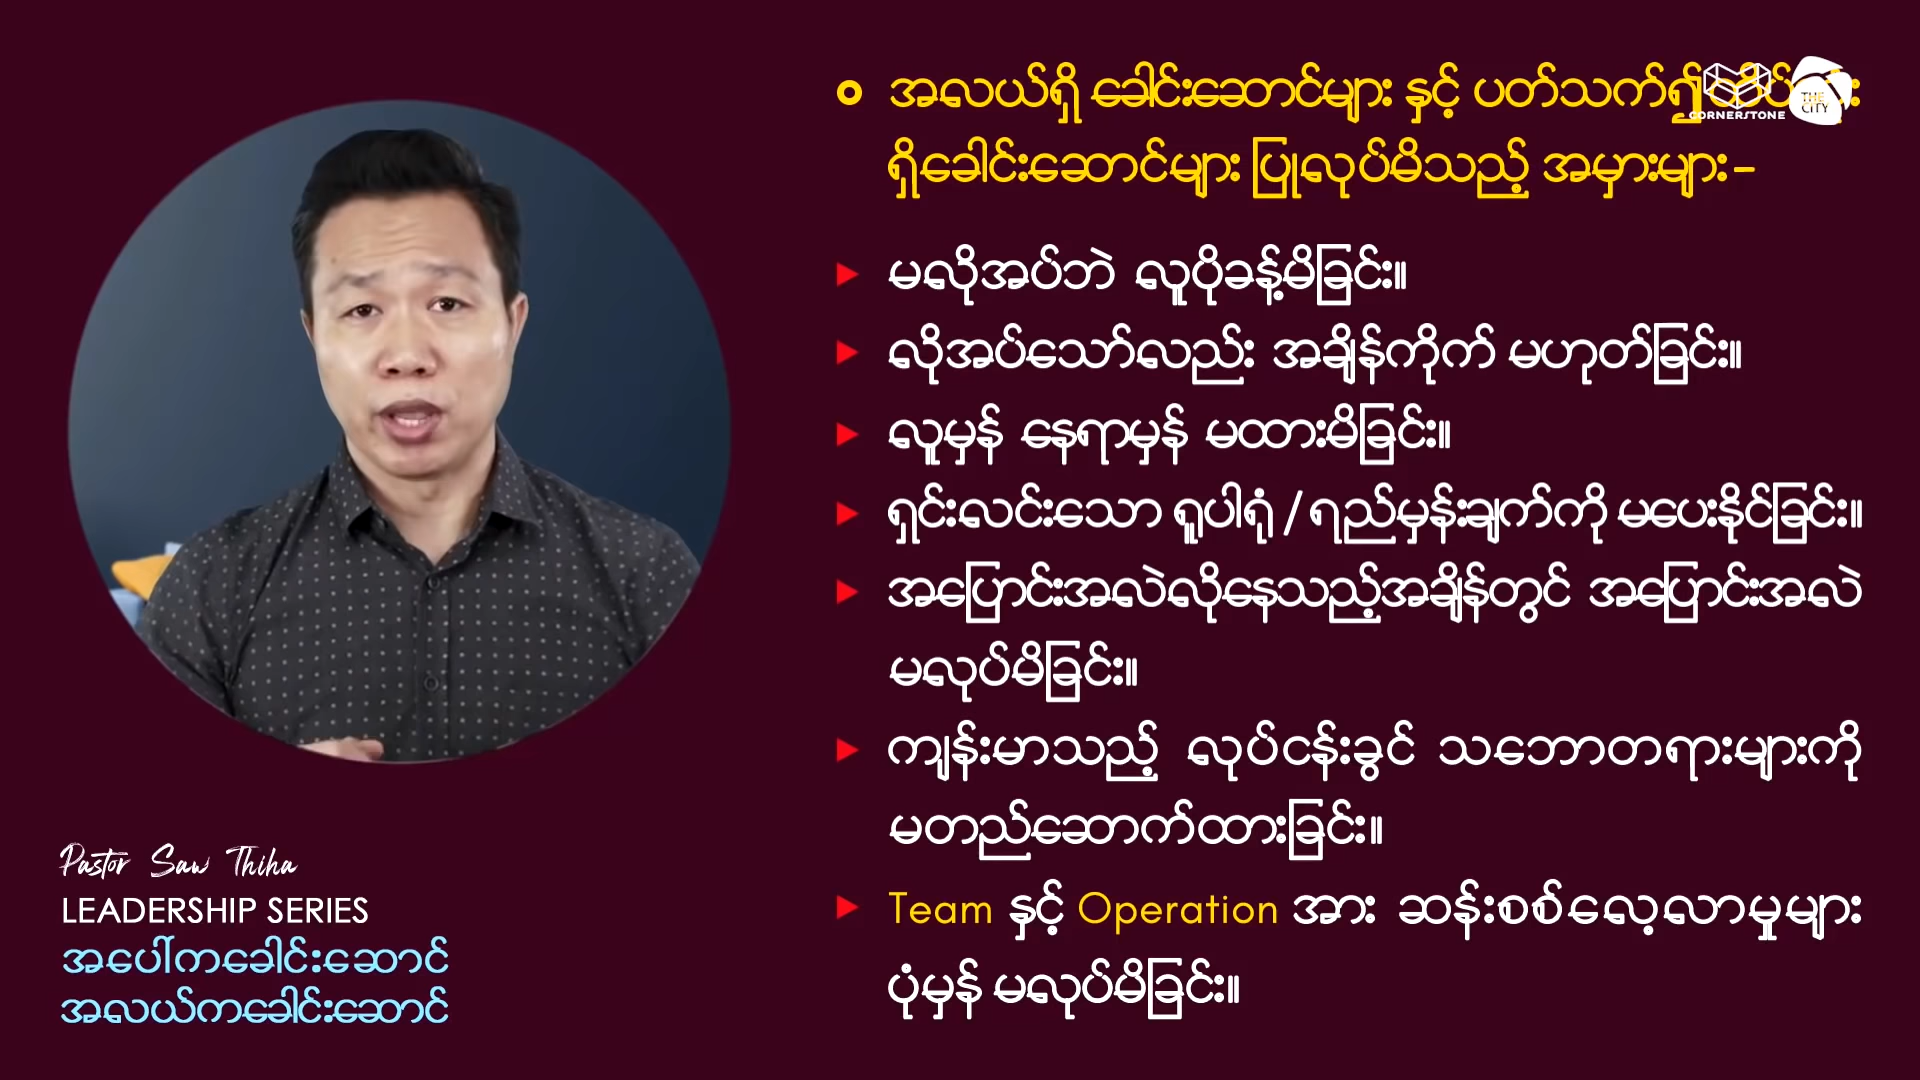 အလယ်ရှိ ခေါင်းဆောင်များ နှင့် ပတ်သက်၍
ရှိခေါင်းဆောင်များ ပြုလုပ်မိသည့် အမှားများ-
မလိုအပ်ဘဲ လူပိုခန့်မိခြင်း။
လိုအပ်သော်လည်း အချိန်ကိုက် မဟုတ်ခြင်း။
လူမှန် နေရာမှန် မထားမိခြင်း။
ရှင်းလင်းသော ရူပါရုံ / ရည်မှန်းချက်ကို မပေးနိုင်ခြင်း။
အပြောင်းအလဲလိုနေသည့်အချိန်တွင် အပြောင်းအလဲ
မလုပ်မိခြင်း။
ကျန်းမာသည့် လုပ်ငန်းခွင် သဘောတရားများကို
မတည်ဆောက်ထားခြင်း။
Team နှင့် Operation အား ဆန်းစစ်လေ့လာမှုများ
ပုံမှန် မလုပ်မိခြင်း။
CORNERSTONE
THE CITY
Pastor Saw Thiha
LEADERSHIP SERIES
အပေါ်ကခေါင်းဆောင်
အလယ်ကခေါင်းဆောင်